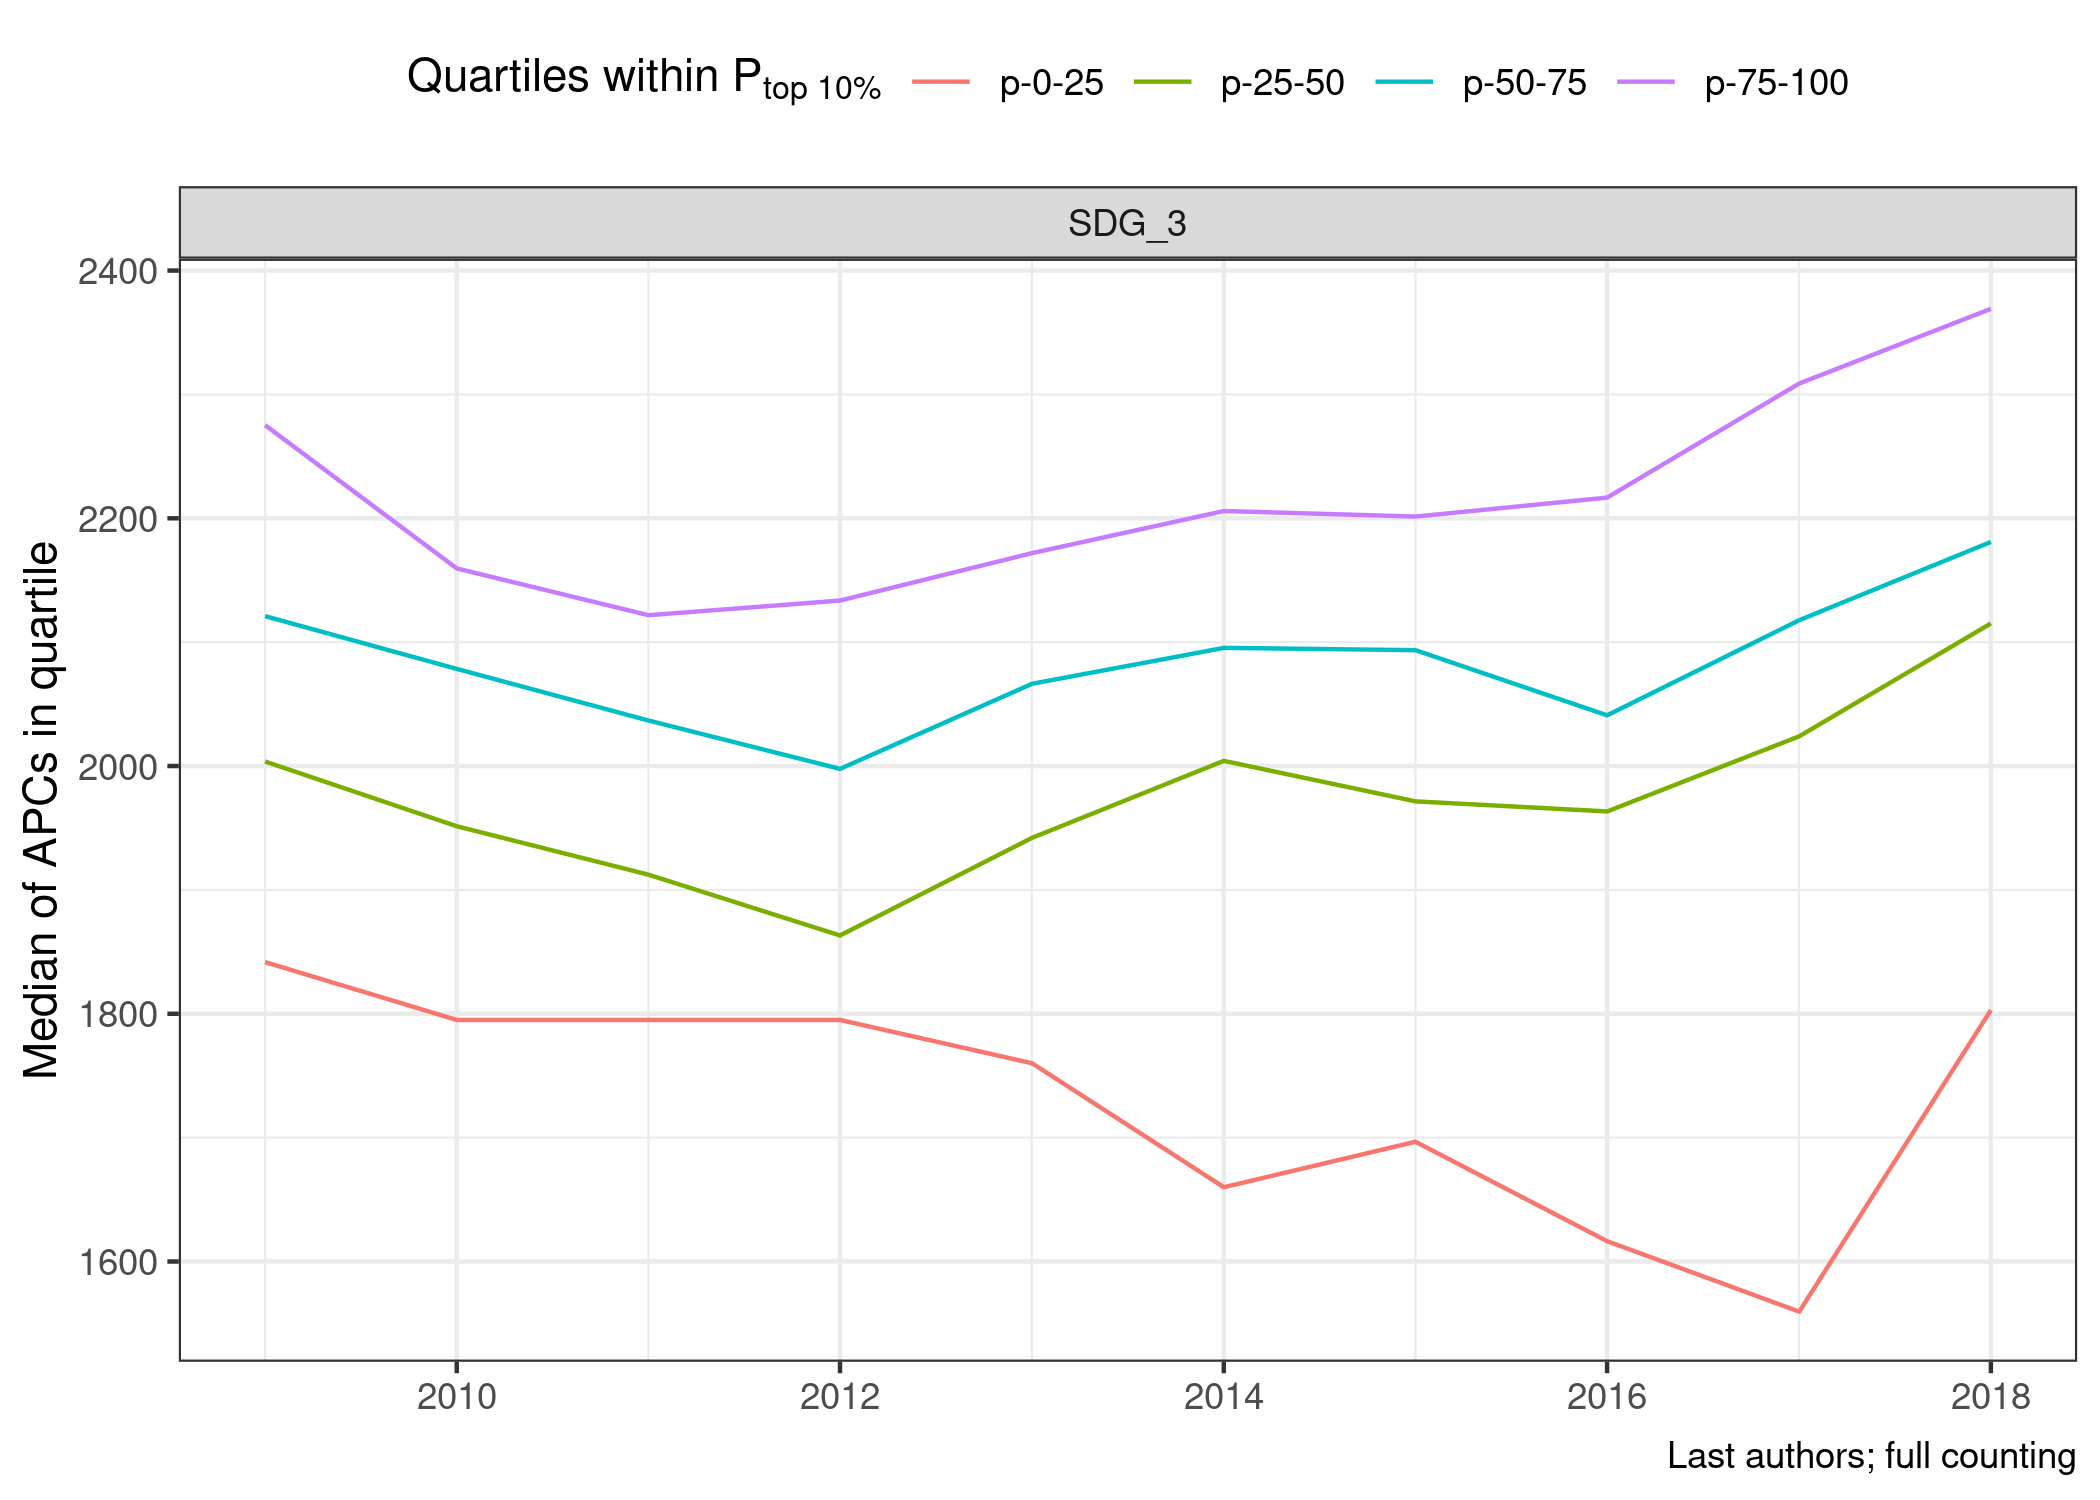 Quartiles within P top 10% p-0-25 p-25-50 p-50-75 p-75-100
SDG_3
2400
2200
2000
1800
1600
Median of APCs in quartile
2010 2012 2014 2016 2018
Last authors; full counting